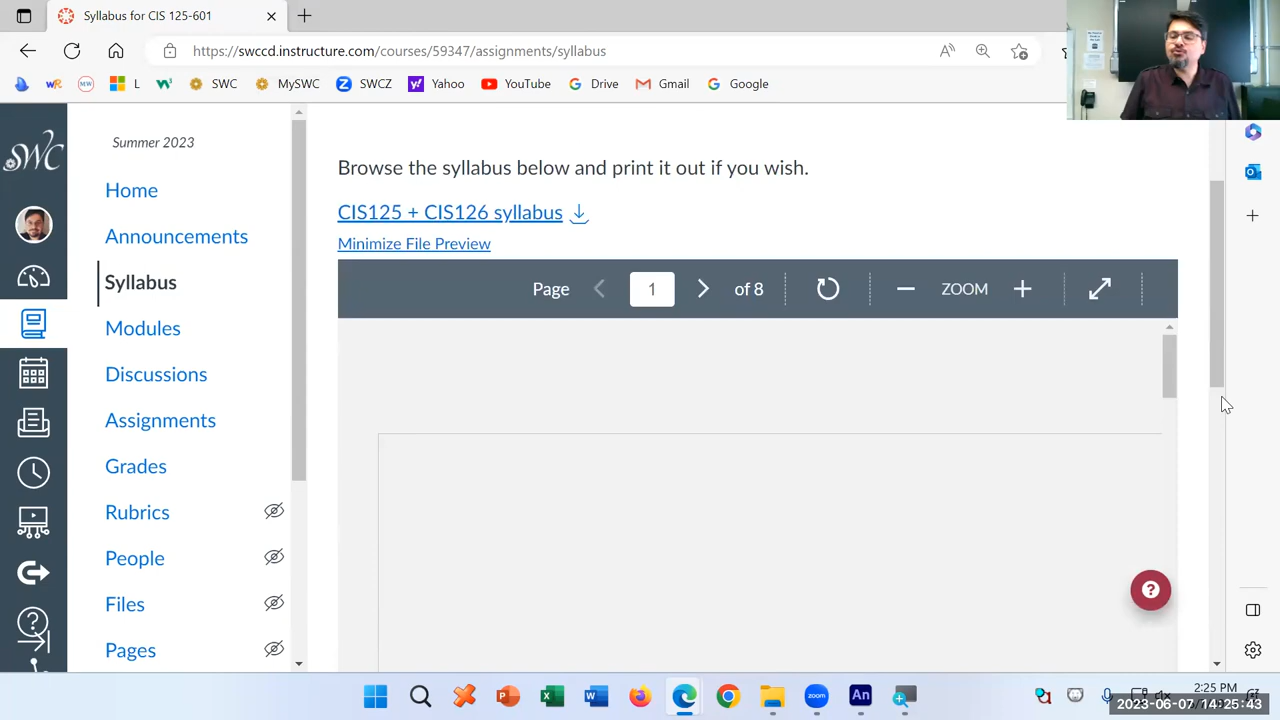 Syllabus for CIS 125-601
https://swccd.instructure.com/courses/59347/assignments/syllabus
L
SWC
MySWC
SWCZ
Yahoo
YouTube
Drive
Gmail
Google
SWC
Summer 2023
Home
Announcements
Syllabus
Modules
Discussions
Assignments
Grades
Rubrics
People
Files
Pages
Browse the syllabus below and print it out if you wish.
CIS125 + CIS126 syllabus
Minimize File Preview
Page 1 of 8 ZOOM
2:25 PM
2023-06-07 14:25:43